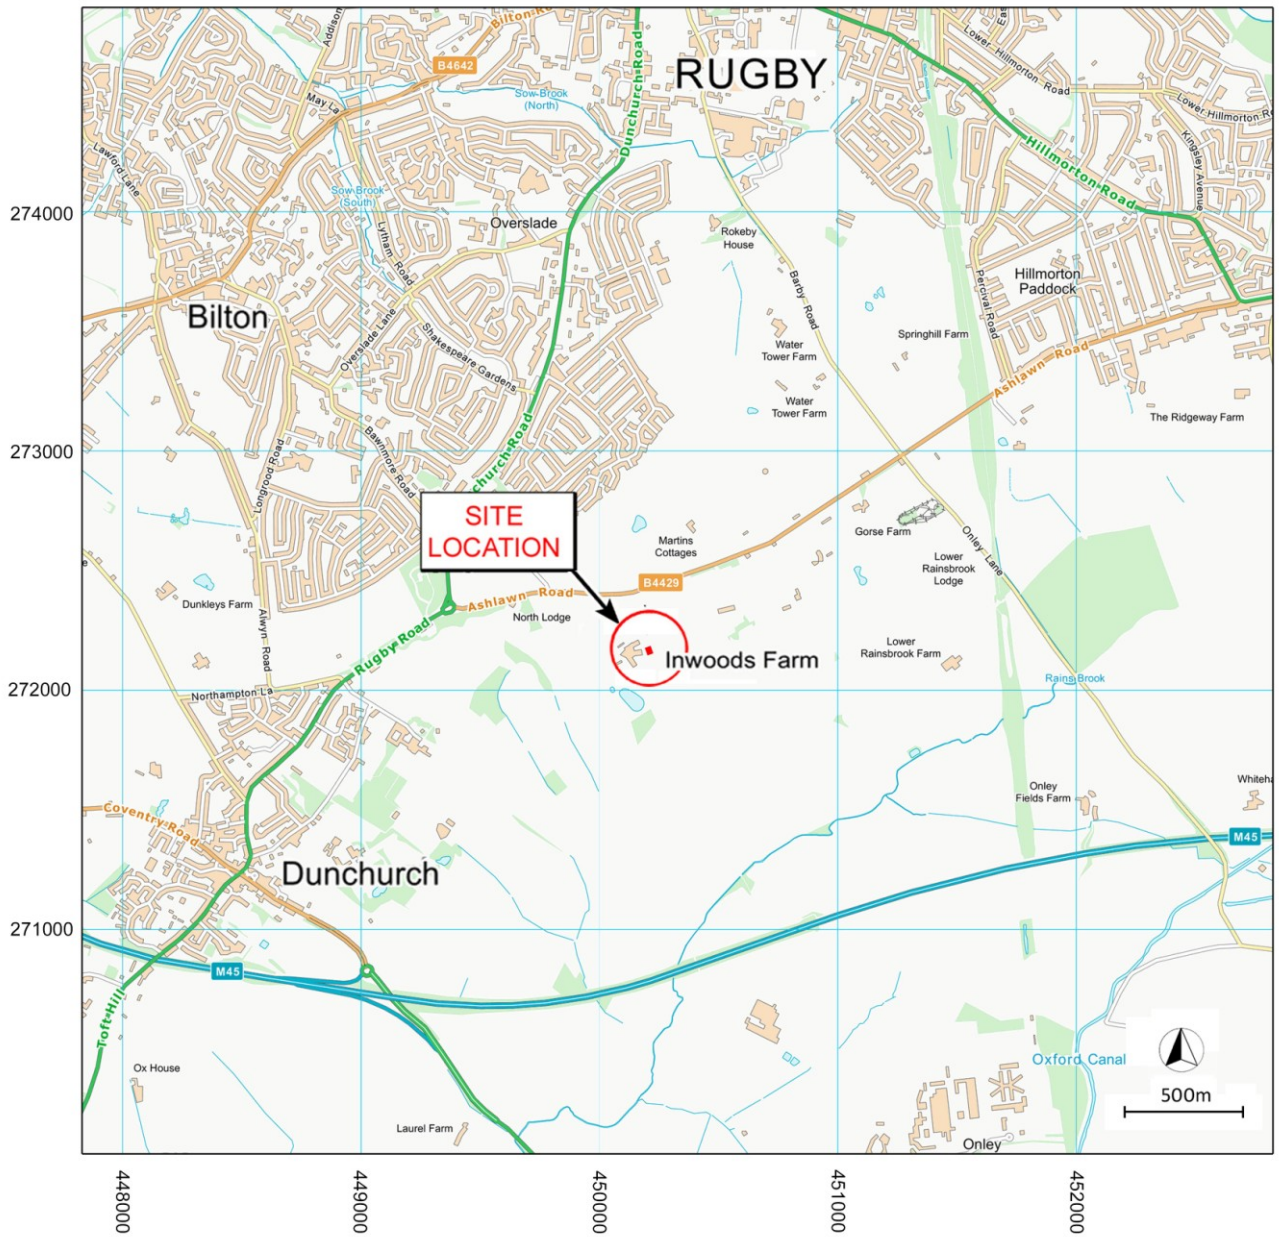 Addison
Bilton Ro
B4642
Dunchurch Road
RUGBY
Eas
Lower Hillmorton Road
Lower Hillmorton Ro
May La
Sow Brook
(North)
Lawford Lane
Hillmorton Road
Kingsley Avenue
Sow Brook
(South)
274000
Overslade
Lytham Road
Rokeby
House
Barby Road
Percival Road
Hillmorton
Paddock
Bilton
Overslade Lane
Shakespeare Gardens
Water
Tower Farm
Springhill Farm
Ashlawn Road
Water
Tower Farm
The Ridgeway Farm
273000
Longrood Road
Bawnmore Road
church Road
SITE
LOCATION
Martins
Cottages
Gorse Farm
Onley Lane
Lower
Rainsbrook
Lodge
e
Dunkleys Farm
Alwyn Road
B4429
Ashlawn Road
North Lodge
Rugby Road
Inwoods Farm
Lower
Rainsbrook Farm
Rains Brook
272000
Northampton La
Coventry Road
Onley
Fields Farm
Whiteha
M45
Dunchurch
271000
M45
Toft Hill
Ox House
Oxford Canal
500m
Laurel Farm
Onley
448000
449000
450000
451000
452000